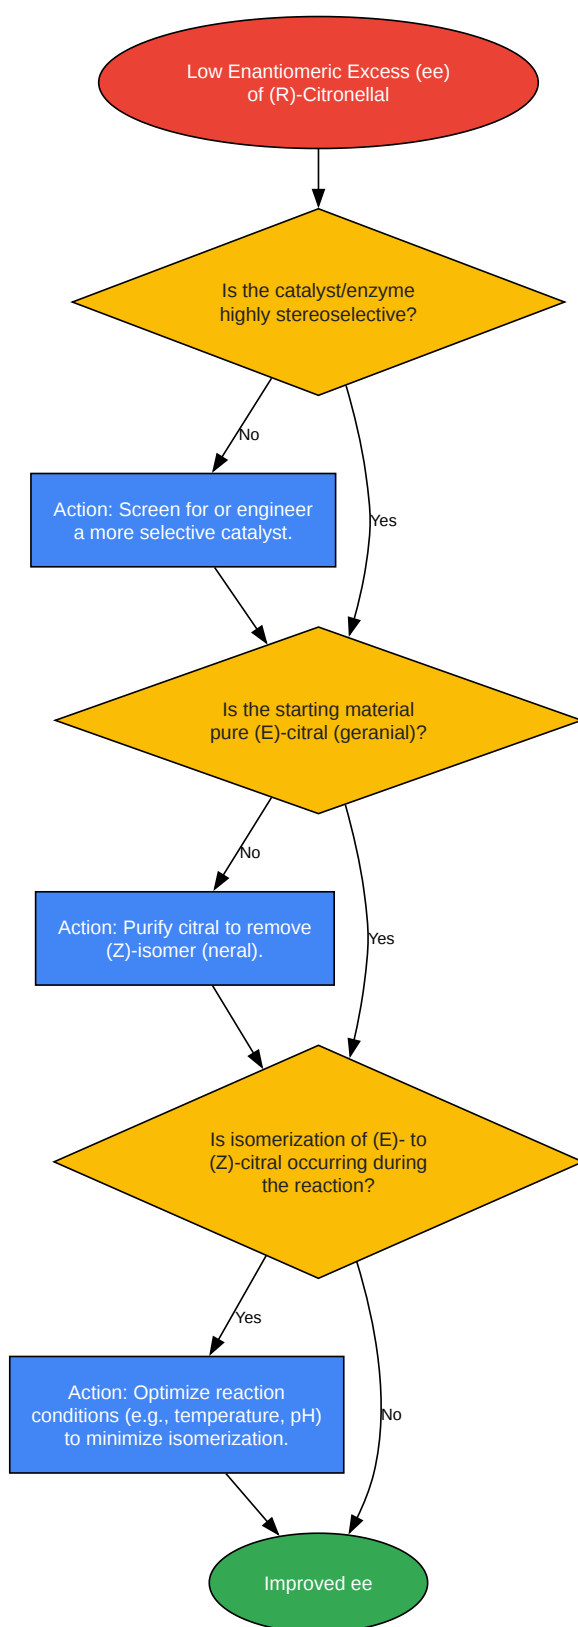 Low Enantiomeric Excess (ee)
of (R)-Citronellal
Is the catalyst/enzyme
highly stereoselective?
No
Yes
Action: Screen for or engineer
a more selective catalyst.
Is the starting material
pure (E)-citral (geranial)?
No
Yes
Action: Purify citral to remove
(Z)-isomer (neral).
Is isomerization of (E)- to
(Z)-citral occurring during
the reaction?
Yes
No
Action: Optimize reaction
conditions (e.g., temperature, pH)
to minimize isomerization.
Improved ee